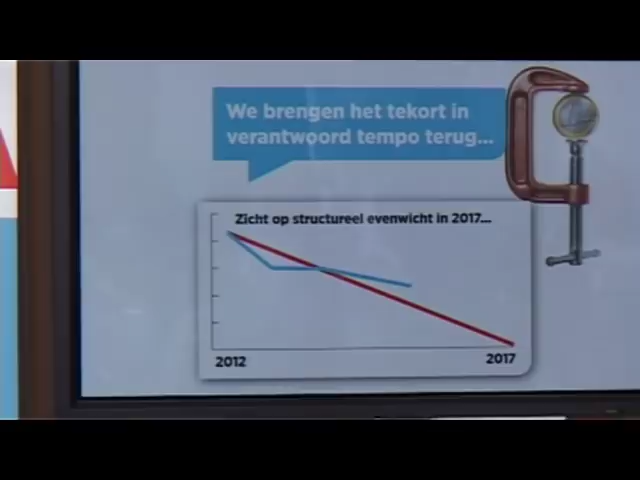 We brengen het tekort in
verantwoord tempo terug...
Zicht op structureel evenwicht in 2017...
2012 2017